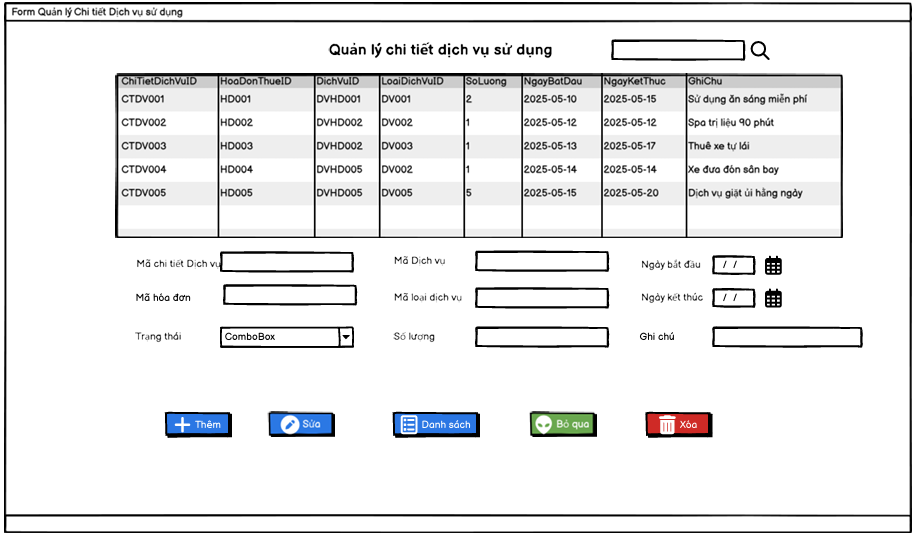 Form Quản lý Chi tiết Dịch vụ sử dụng
Quản lý chi tiết dịch vụ sử dụng
ChiTietDichVuID HoaDonThueID DichVuID LoaiDichVuID SoLuong NgayBatDau NgayKetThuc GhiChu
CTDV001 HD001 DVHD001 DV001 2 2025-05-10 2025-05-15 Sử dụng ăn sáng miễn phí
CTDV002 HD002 DVHD002 DV002 1 2025-05-12 2025-05-12 Spa trị liệu 90 phút
CTDV003 HD003 DVHD002 DV003 1 2025-05-13 2025-05-17 Thuê xe tự lái
CTDV004 HD004 DVHD005 DV002 1 2025-05-14 2025-05-14 Xe đưa đón sân bay
CTDV005 HD005 DVHD005 DV005 5 2025-05-15 2025-05-20 Dịch vụ giặt ủi hằng ngày
Mã chi tiết Dịch vụ Mã Dịch vụ Ngày bắt đầu / /
Mã hóa đơn Mã loại dịch vụ Ngày kết thúc / /
Trạng thái ComboBox Số lượng Ghi chú
Thêm Sửa Danh sách Bỏ qua Xóa